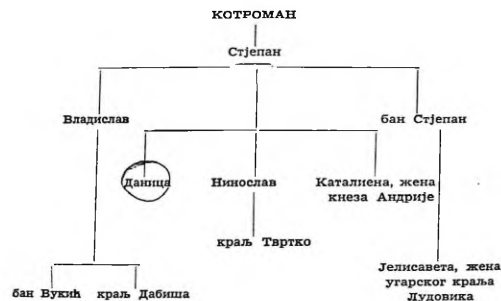 КОТРОМАН
Стјепан
Владислав
бан Стјепан
Даница
Нинослав
Каталиена, жена
кнеза Андрије
краљ Твртко
бан Вукић
краљ Дабиша
Јелисавета, жена
угарског краља
Лудовика